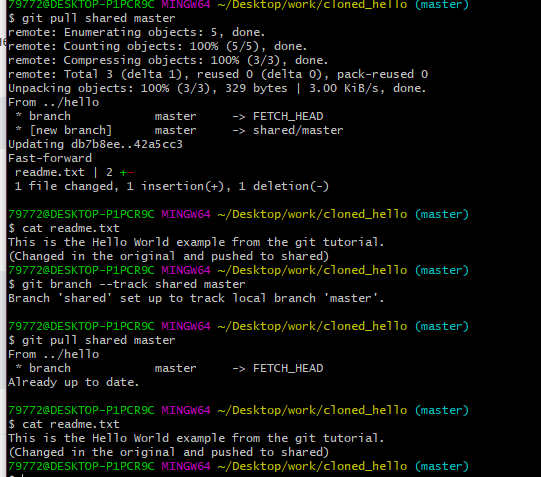 79772@DESKTOP-P1PCR9C MINGW64 ~/Desktop/work/cloned_hello (master)
$ git pull shared master
remote: Enumerating objects: 5, done.
remote: Counting objects: 100% (5/5), done.
remote: Compressing objects: 100% (3/3), done.
remote: Total 3 (delta 1), reused 0 (delta 0), pack-reused 0
Unpacking objects: 100% (3/3), 329 bytes | 3.00 KiB/s, done.
From ../hello
 * branch            master     -> FETCH_HEAD
 * [new branch]      master     -> shared/master
Updating db7b8ee..42a5cc3
Fast-forward
 readme.txt | 2 +-
 1 file changed, 1 insertion(+), 1 deletion(-)
79772@DESKTOP-P1PCR9C MINGW64 ~/Desktop/work/cloned_hello (master)
$ cat readme.txt
This is the Hello World example from the git tutorial.
(Changed in the original and pushed to shared)
79772@DESKTOP-P1PCR9C MINGW64 ~/Desktop/work/cloned_hello (master)
$ git branch --track shared master
Branch 'shared' set up to track local branch 'master'.
79772@DESKTOP-P1PCR9C MINGW64 ~/Desktop/work/cloned_hello (master)
$ git pull shared master
From ../hello
 * branch            master     -> FETCH_HEAD
Already up to date.
79772@DESKTOP-P1PCR9C MINGW64 ~/Desktop/work/cloned_hello (master)
$ cat readme.txt
This is the Hello World example from the git tutorial.
(Changed in the original and pushed to shared)
79772@DESKTOP-P1PCR9C MINGW64 ~/Desktop/work/cloned_hello (master)